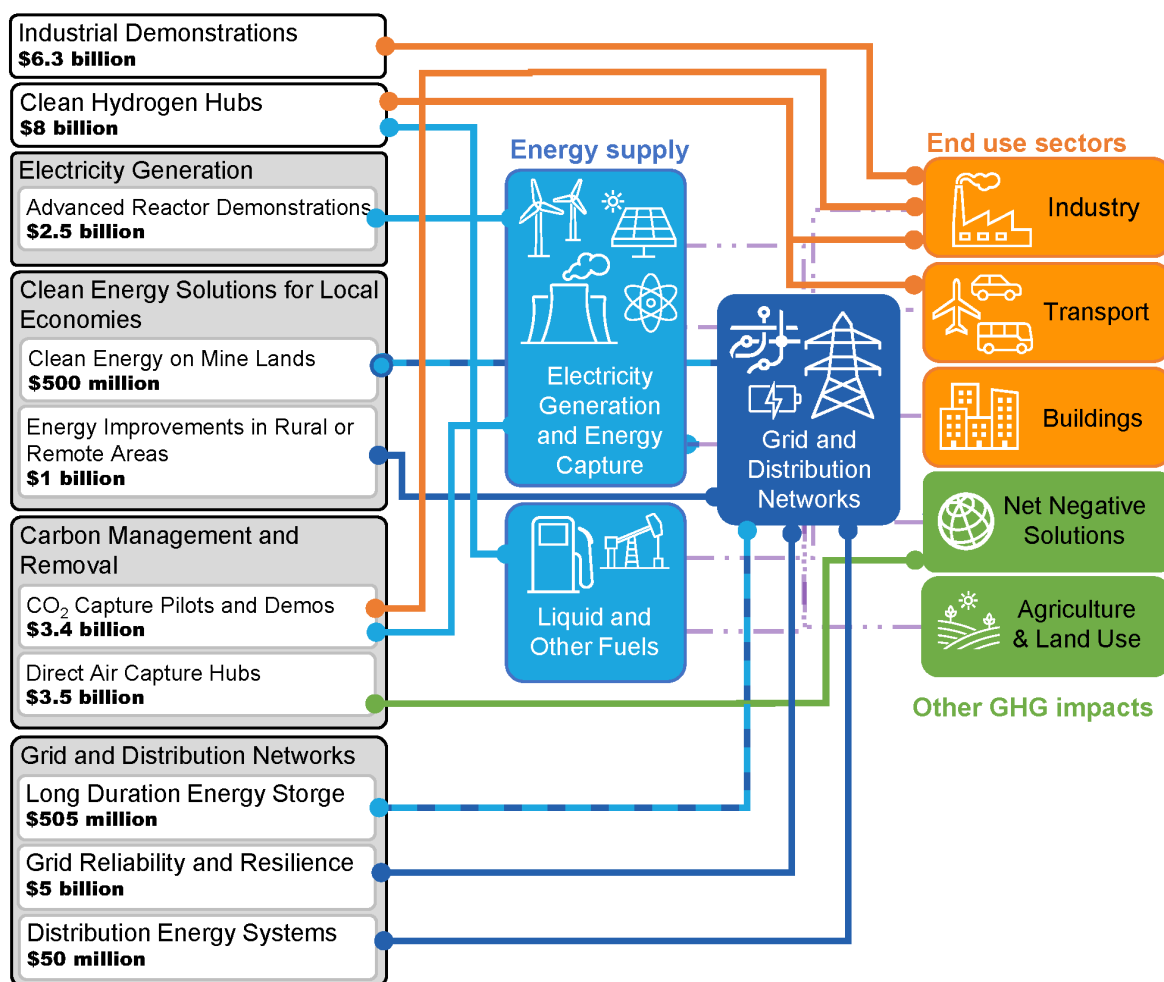 Industrial Demonstrations
$6.3 billion
Clean Hydrogen Hubs
$8 billion
Electricity Generation
Advanced Reactor Demonstrations
$2.5 billion
Clean Energy Solutions for Local
Economies
Clean Energy on Mine Lands
$500 million
Energy Improvements in Rural or
Remote Areas
$1 billion
Carbon Management and
Removal
CO₂ Capture Pilots and Demos
$3.4 billion
Direct Air Capture Hubs
$3.5 billion
Grid and Distribution Networks
Long Duration Energy Storge
$505 million
Grid Reliability and Resilience
$5 billion
Distribution Energy Systems
$50 million
Energy supply
Electricity
Generation
and Energy
Capture
Liquid and
Other Fuels
Grid and
Distribution
Networks
End use sectors
Industry
Transport
Buildings
Net Negative
Solutions
Agriculture
& Land Use
Other GHG impacts